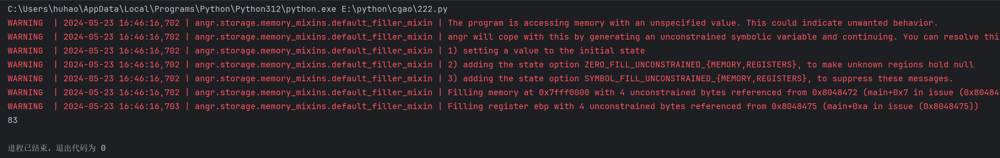 C:\Users\huhao\AppData\Local\Programs\Python\Python312\python.exe E:\python\cgao\222.py
WARNING  | 2024-05-23 16:46:16,702 | angr.storage.memory_mixins.default_filler_mixin | The program is accessing memory with an unspecified value. This could indicate unwanted behavior.
WARNING  | 2024-05-23 16:46:16,702 | angr.storage.memory_mixins.default_filler_mixin | angr will cope with this by generating an unconstrained symbolic variable and continuing. You can resolve thi
WARNING  | 2024-05-23 16:46:16,702 | angr.storage.memory_mixins.default_filler_mixin | 1) setting a value to the initial state
WARNING  | 2024-05-23 16:46:16,702 | angr.storage.memory_mixins.default_filler_mixin | 2) adding the state option ZERO_FILL_UNCONSTRAINED_{MEMORY,REGISTERS}, to make unknown regions hold null
WARNING  | 2024-05-23 16:46:16,702 | angr.storage.memory_mixins.default_filler_mixin | 3) adding the state option SYMBOL_FILL_UNCONSTRAINED_{MEMORY,REGISTERS}, to suppress these messages.
WARNING  | 2024-05-23 16:46:16,702 | angr.storage.memory_mixins.default_filler_mixin | Filling memory at 0x7fff0000 with 4 unconstrained bytes referenced from 0x8048472 (main+0x7 in issue (0x80484
WARNING  | 2024-05-23 16:46:16,703 | angr.storage.memory_mixins.default_filler_mixin | Filling register ebp with 4 unconstrained bytes referenced from 0x8048475 (main+0xa in issue (0x8048475))
83
进程已结束，退出代码为 0